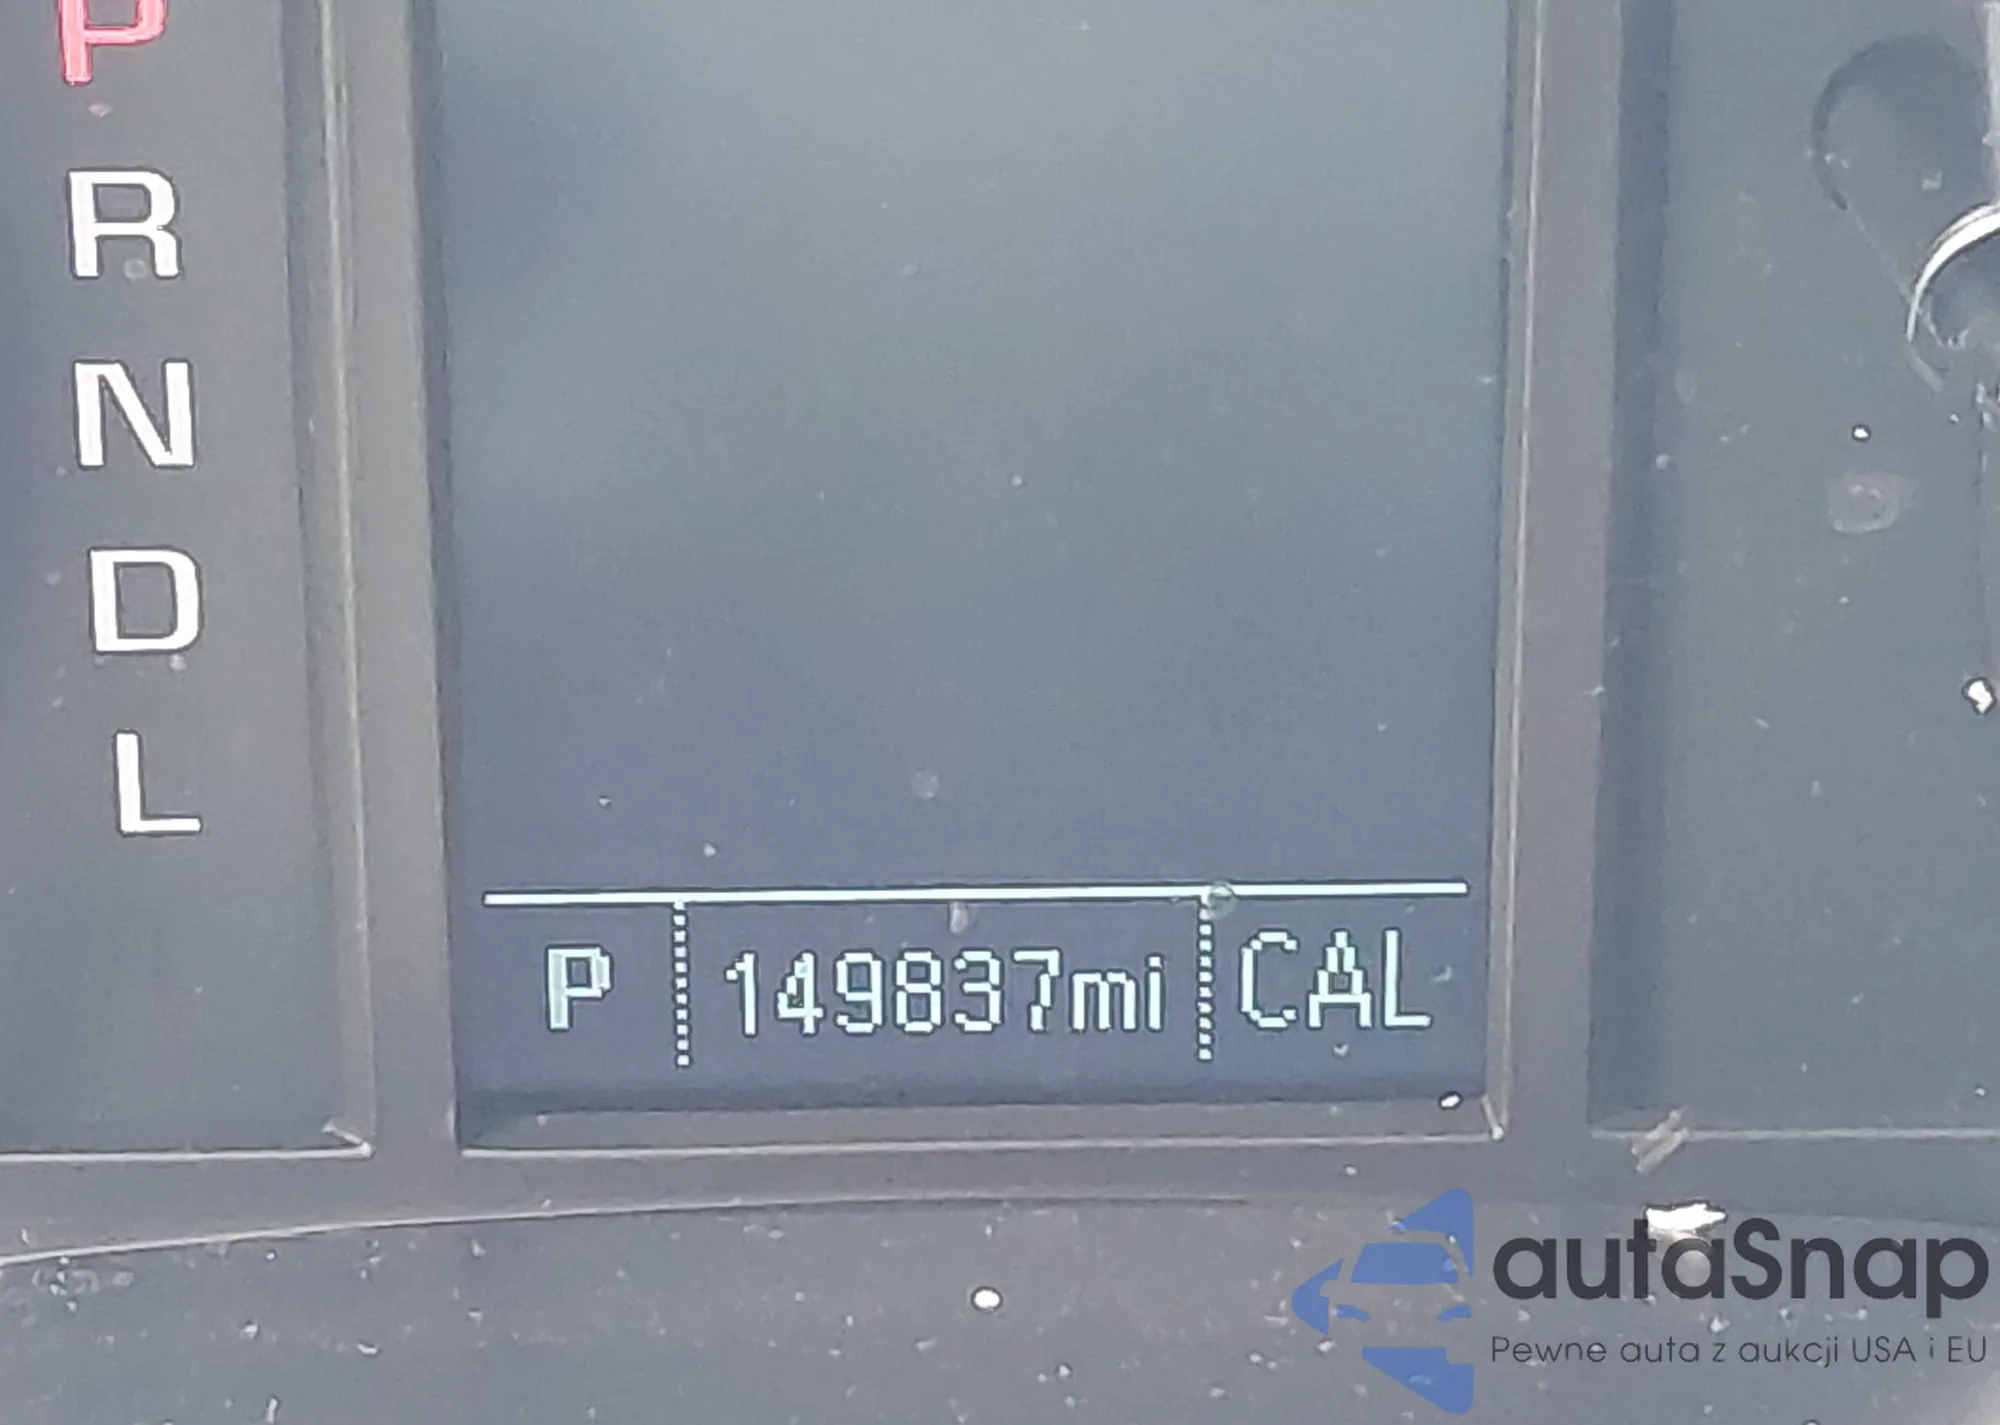 P
R
N
D
L
P 149837mi CAL
autaSnap
Pewne auta z aukcji USA i EU